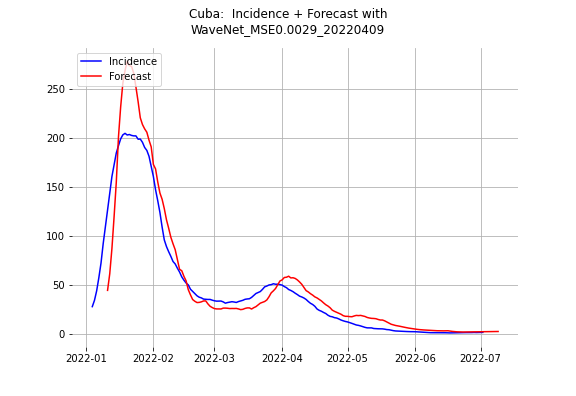 Cuba:  Incidence + Forecast with
WaveNet_MSE0.0029_20220409
Incidence
Forecast
250
200
150
100
50
0
2022-01 2022-02 2022-03 2022-04 2022-05 2022-06 2022-07